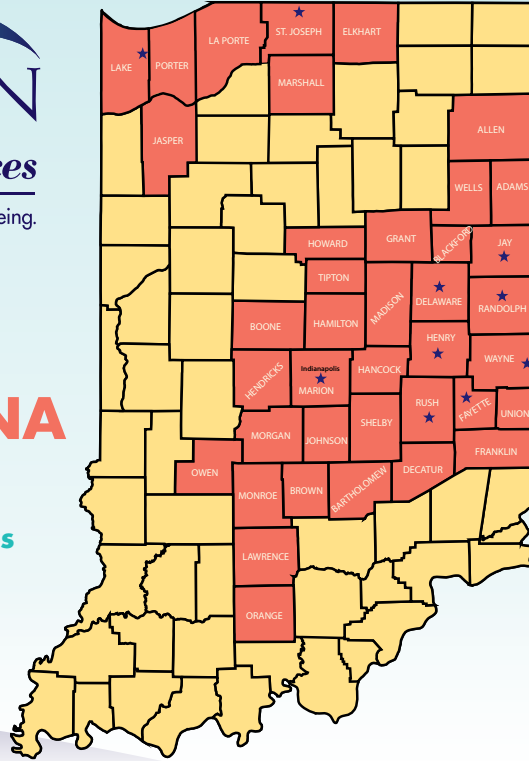 N
ces
eing.
NA
s
LAKE
PORTER
LA PORTE
ST. JOSEPH
ELKHART
MARSHALL
JASPER
ALLEN
WELLS
ADAMS
HOWARD
GRANT
BLACKFORD
JAY
TIPTON
MADISON
DELAWARE
RANDOLPH
BOONE
HAMILTON
HENRY
WAYNE
HENDRICKS
Indianapolis
MARION
HANCOCK
RUSH
FAYETTE
UNION
MORGAN
JOHNSON
SHELBY
FRANKLIN
OWEN
MONROE
BROWN
BARTHOLOMEW
DECATUR
LAWRENCE
ORANGE